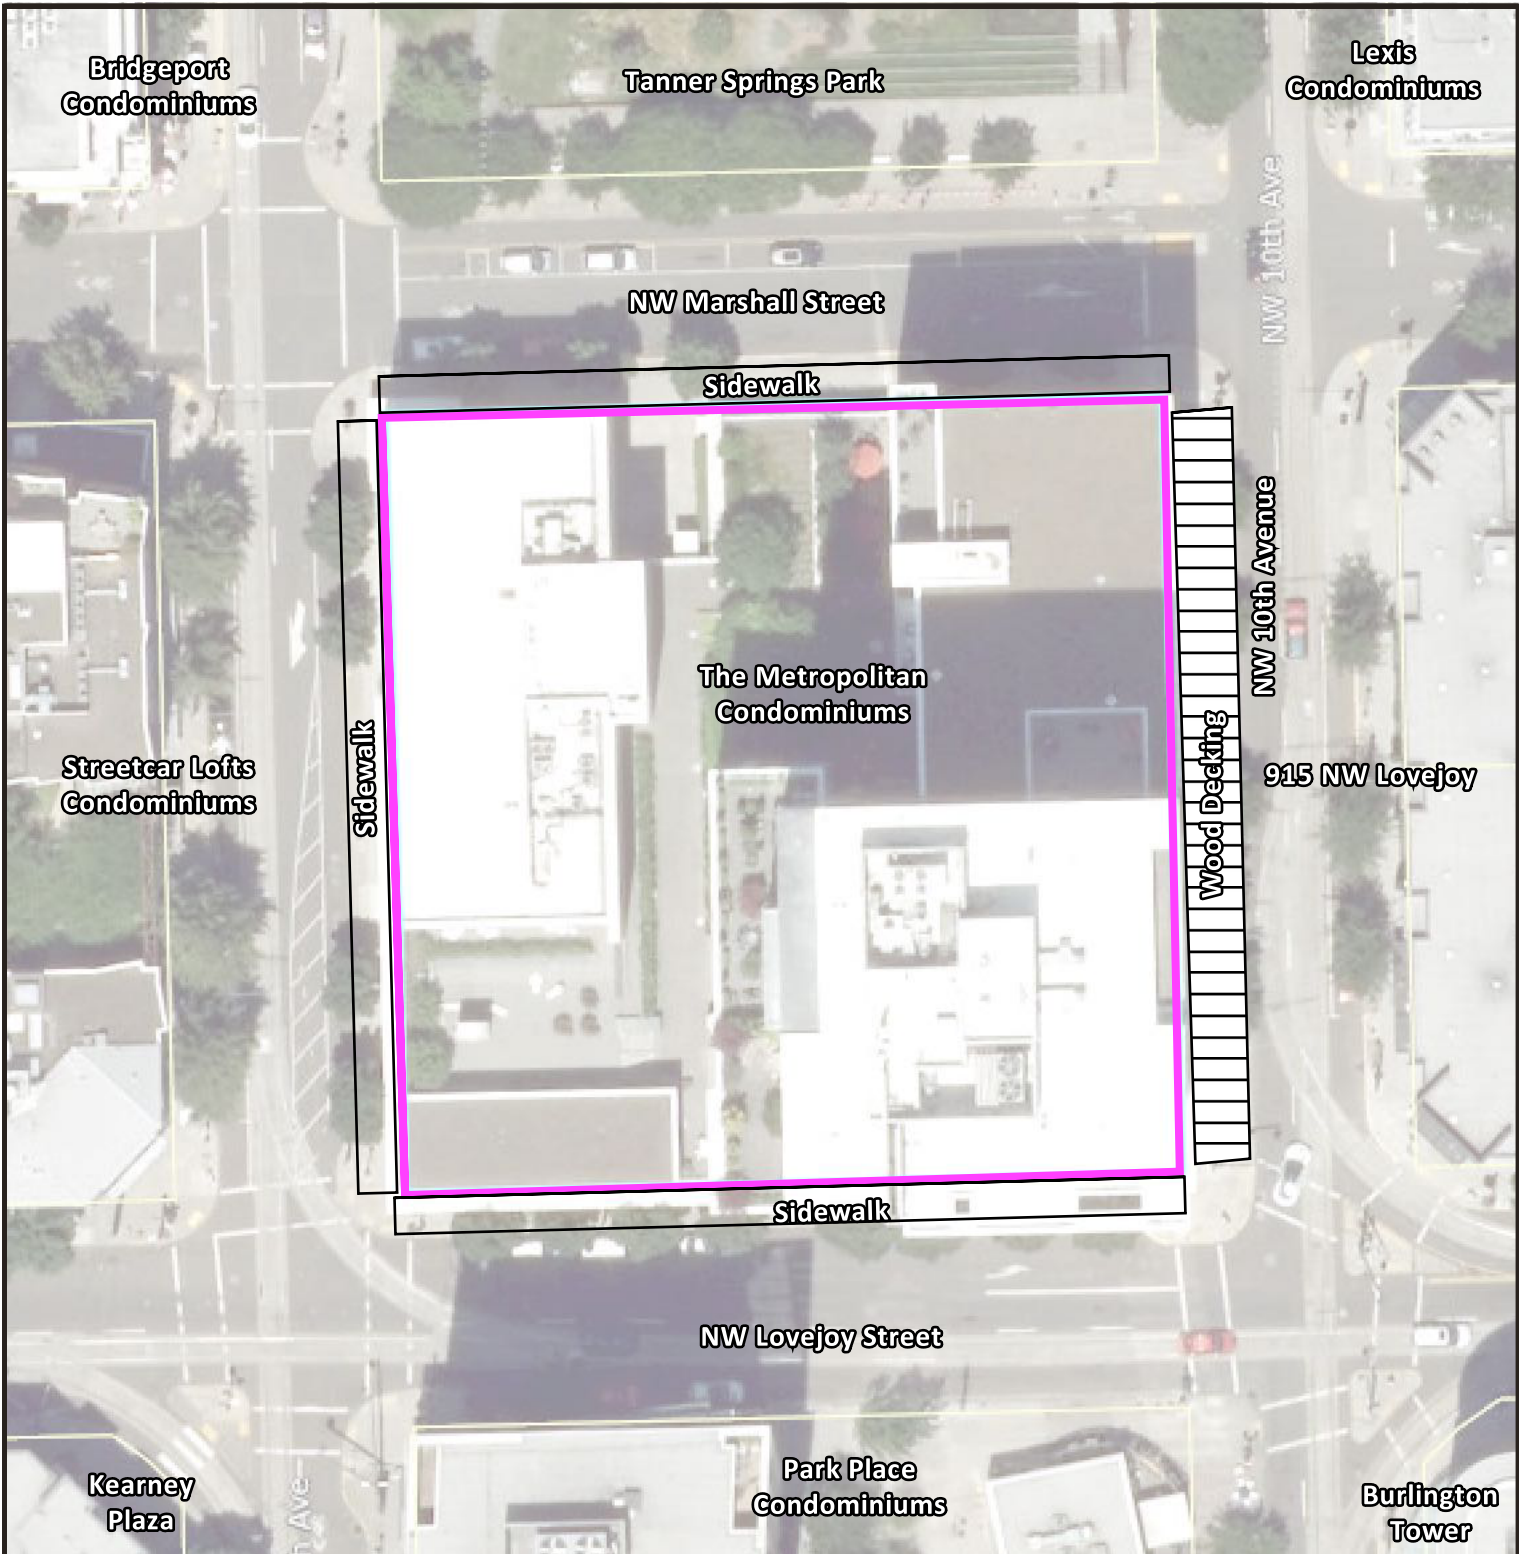 Bridgeport
Condominiums
Tanner Springs Park
Lexis
Condominiums
NW 10th Ave
NW Marshall Street
Sidewalk
NW 10th Avenue
The Metropolitan
Condominiums
Sidewalk
Streetcar Lofts
Condominiums
Wood Decking
915 NW Lovejoy
Sidewalk
NW Lovejoy Street
Kearney
Plaza
Ave
Park Place
Condominiums
Burlington
Tower